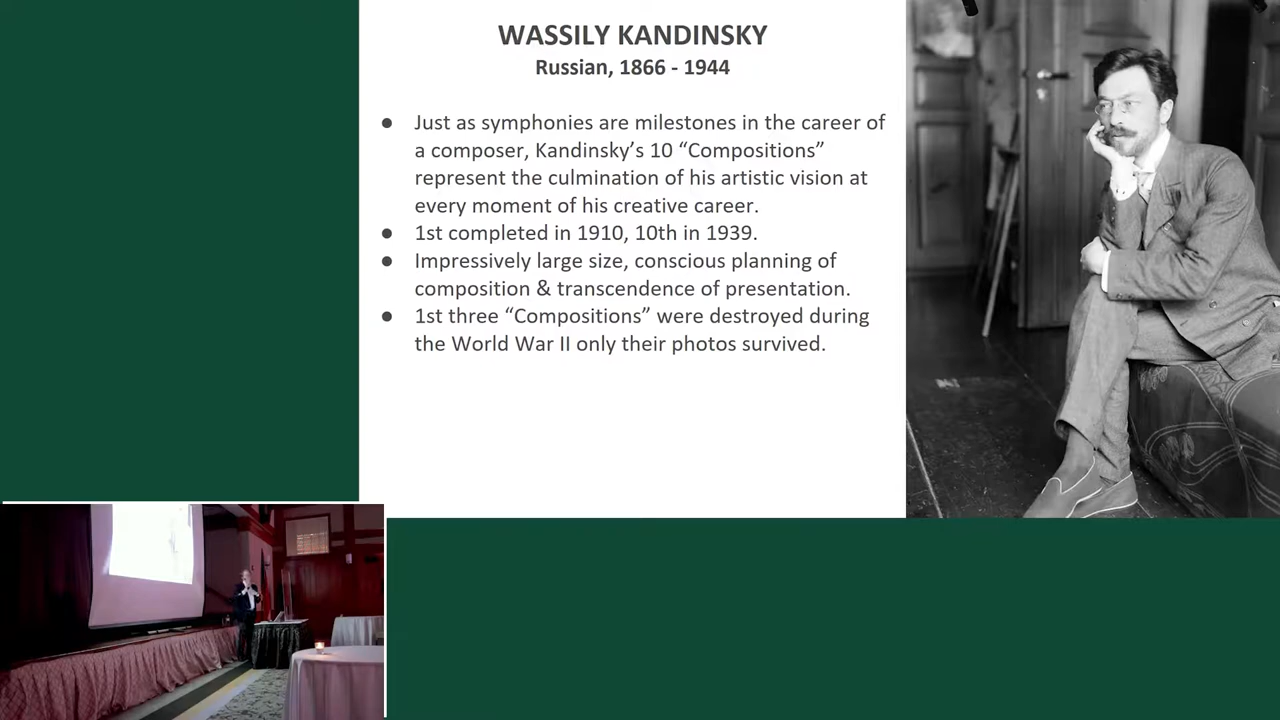 WASSILY KANDINSKY
Russian, 1866 - 1944
● Just as symphonies are milestones in the career of
a composer, Kandinsky’s 10 “Compositions”
represent the culmination of his artistic vision at
every moment of his creative career.
● 1st completed in 1910, 10th in 1939.
● Impressively large size, conscious planning of
composition & transcendence of presentation.
● 1st three “Compositions” were destroyed during
the World War II only their photos survived.